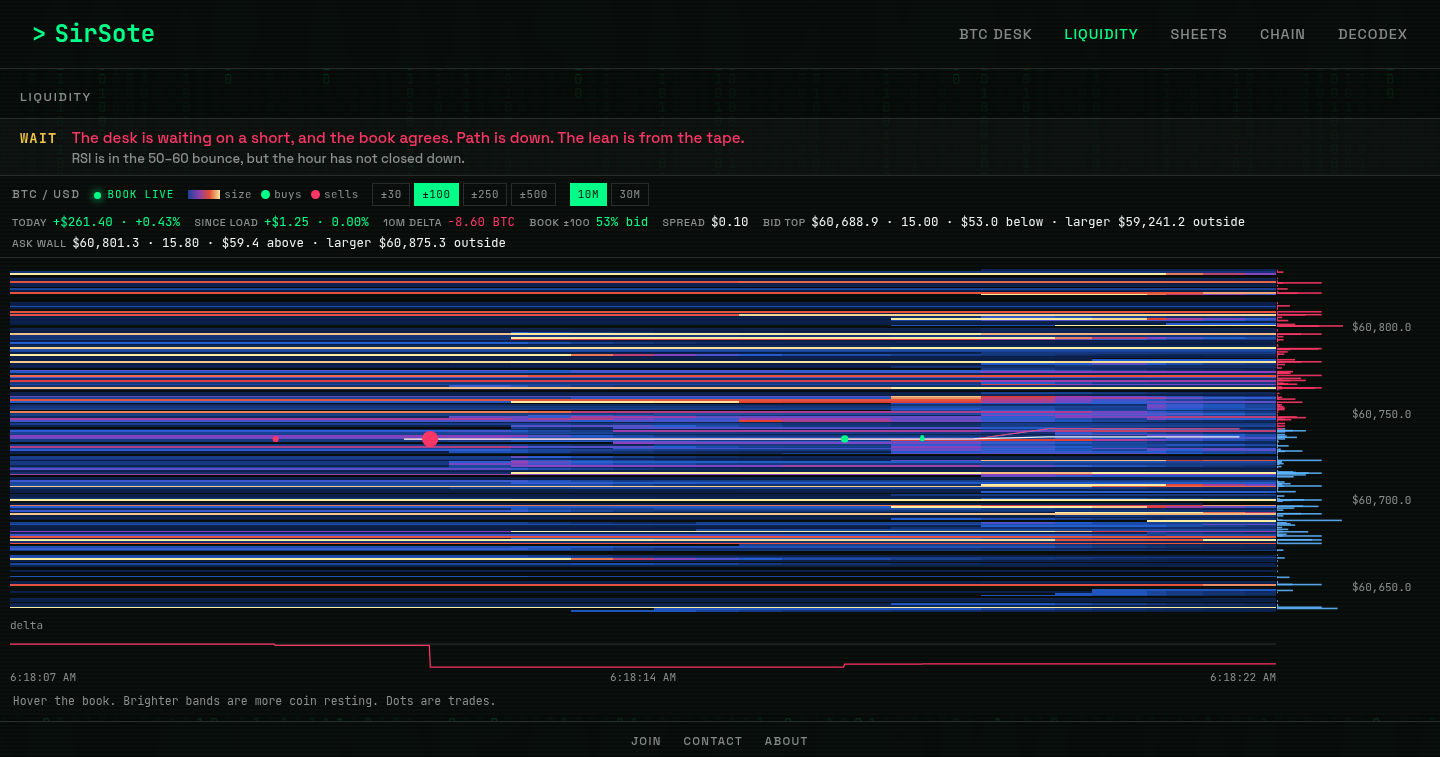 > SirSote
BTC DESK LIQUIDITY SHEETS CHAIN DECODEX
LIQUIDITY
WAIT The desk is waiting on a short, and the book agrees. Path is down. The lean is from the tape.
RSI is in the 50–60 bounce, but the hour has not closed down.
BTC / USD BOOK LIVE size buys sells ±30 ±100 ±250 ±500 10M 30M
TODAY +$261.40 · +0.43% SINCE LOAD +$1.25 · 0.00% 10M DELTA -8.60 BTC BOOK ±100 53% bid SPREAD $0.10 BID TOP $60,688.9 · 15.00 · $53.0 below · larger $59,241.2 outside
ASK WALL $60,801.3 · 15.80 · $59.4 above · larger $60,875.3 outside
$60,800.0
$60,750.0
$60,700.0
$60,650.0
delta
6:18:07 AM 6:18:14 AM 6:18:22 AM
Hover the book. Brighter bands are more coin resting. Dots are trades.
JOIN CONTACT ABOUT